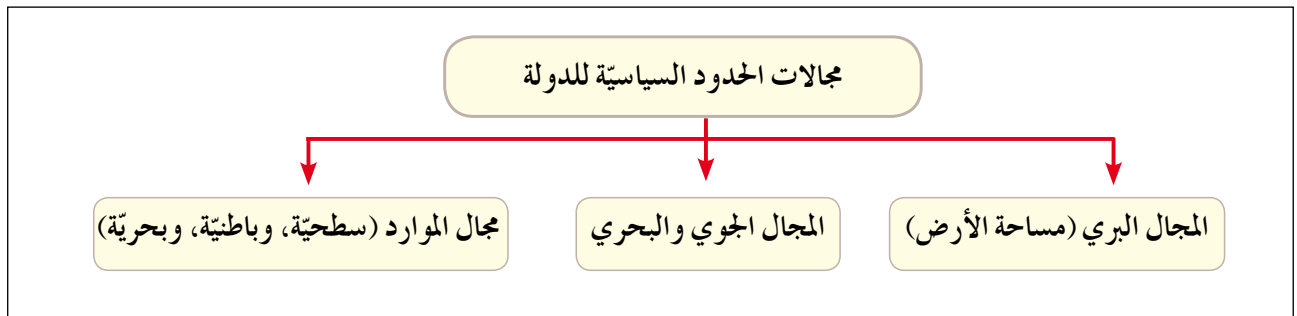 مجالات الحدود السياسيّة للدولة
المجال البري (مساحة الأرض)
المجال الجوي والبحري
مجال الموارد (سطحيّة، وباطنيّة، وبحريّة)